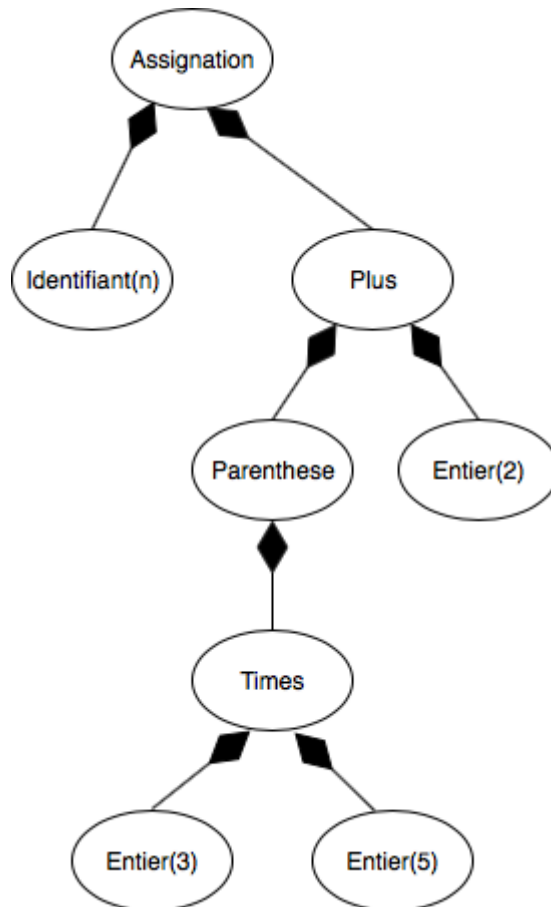 Assignation
Identifiant(n)
Plus
Parenthese
Entier(2)
Times
Entier(3)
Entier(5)